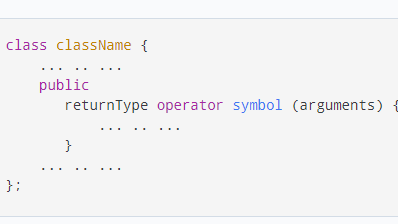 class className {
    ... .. ...
    public
       returnType operator symbol (arguments) {
           ... .. ...
       }
    ... .. ...
};